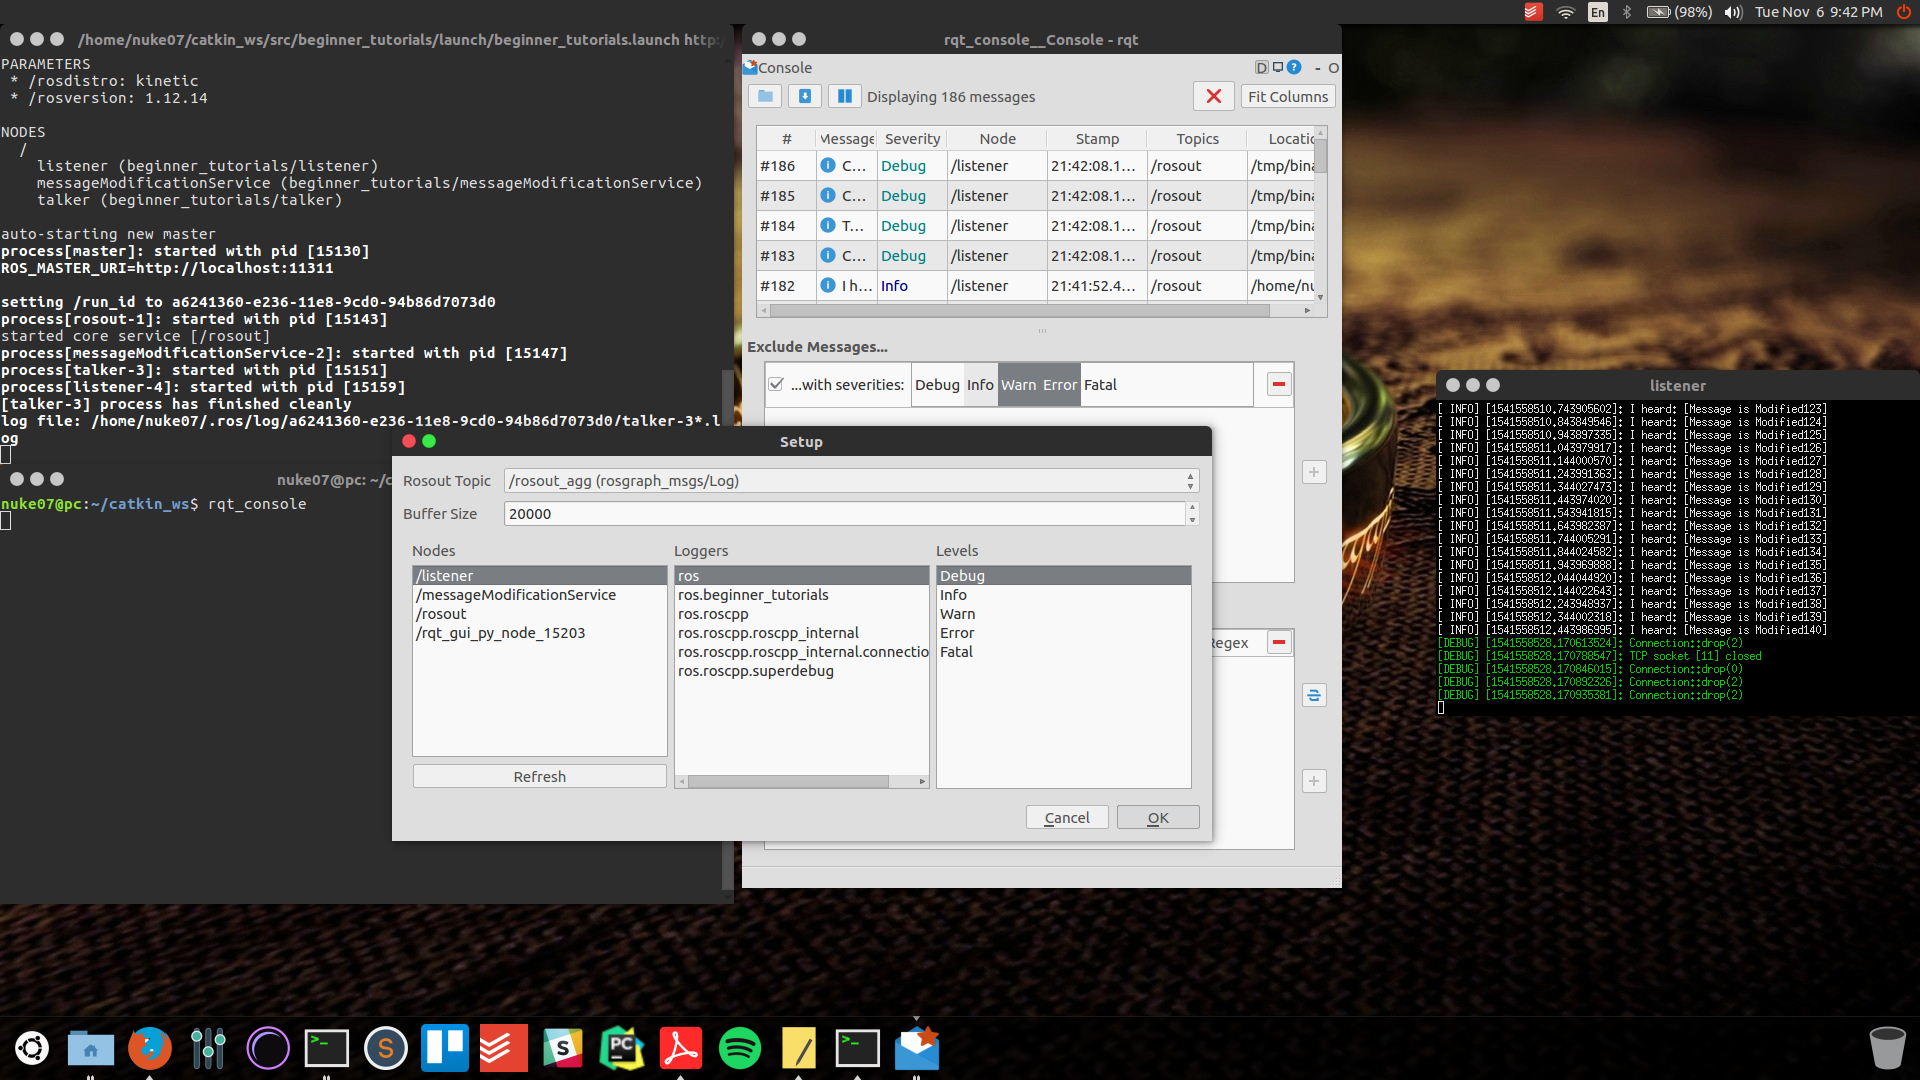 En
(98%)
Tue Nov 6 9:42 PM
/home/nuke07/catkin_ws/src/beginner_tutorials/launch/beginner_tutorials.launch http:/
PARAMETERS
* /rosdistro: kinetic
* /rosversion: 1.12.14
NODES
/
listener (beginner_tutorials/listener)
messageModificationService (beginner_tutorials/messageModificationService)
talker (beginner_tutorials/talker)
auto-starting new master
process[master]: started with pid [15130]
ROS_MASTER_URI=http://localhost:11311
setting /run_id to a6241360-e236-11e8-9cd0-94b86d7073d0
process[rosout-1]: started with pid [15143]
started core service [/rosout]
process[messageModificationService-2]: started with pid [15147]
process[talker-3]: started with pid [15151]
process[listener-4]: started with pid [15159]
[talker-3] process has finished cleanly
log file: /home/nuke07/.ros/log/a6241360-e236-11e8-9cd0-94b86d7073d0/talker-3*.l
og
nuke07@pc: ~/c
nuke07@pc:~/catkin_ws$ rqt_console
rqt_console__Console - rqt
Console
D
- O
Displaying 186 messages
Fit Columns
# Message Severity Node Stamp Topics Locatio
#186 C... Debug /listener 21:42:08.1... /rosout /tmp/bina
#185 C... Debug /listener 21:42:08.1... /rosout /tmp/bina
#184 T... Debug /listener 21:42:08.1... /rosout /tmp/bina
#183 C... Debug /listener 21:42:08.1... /rosout /tmp/bina
#182 I h... Info /listener 21:41:52.4... /rosout /home/nu
Exclude Messages...
...with severities: Debug Info Warn Error Fatal
Regex
Setup
Rosout Topic /rosout_agg (rosgraph_msgs/Log)
Buffer Size 20000
Nodes
/listener
/messageModificationService
/rosout
/rqt_gui_py_node_15203
Refresh
Loggers
ros
ros.beginner_tutorials
ros.roscpp
ros.roscpp.roscpp_internal
ros.roscpp.roscpp_internal.connectio
ros.roscpp.superdebug
Levels
Debug
Info
Warn
Error
Fatal
Cancel
OK
listener
[ INFO] [1541558510.743905602]: I heard: [Message is Modified123]
[ INFO] [1541558510.843849546]: I heard: [Message is Modified124]
[ INFO] [1541558510.943897335]: I heard: [Message is Modified125]
[ INFO] [1541558511.043979917]: I heard: [Message is Modified126]
[ INFO] [1541558511.144000570]: I heard: [Message is Modified127]
[ INFO] [1541558511.243991363]: I heard: [Message is Modified128]
[ INFO] [1541558511.344027473]: I heard: [Message is Modified129]
[ INFO] [1541558511.443974020]: I heard: [Message is Modified130]
[ INFO] [1541558511.543941815]: I heard: [Message is Modified131]
[ INFO] [1541558511.643982387]: I heard: [Message is Modified132]
[ INFO] [1541558511.744005291]: I heard: [Message is Modified133]
[ INFO] [1541558511.844024582]: I heard: [Message is Modified134]
[ INFO] [1541558511.943969888]: I heard: [Message is Modified135]
[ INFO] [1541558512.044044920]: I heard: [Message is Modified136]
[ INFO] [1541558512.144022643]: I heard: [Message is Modified137]
[ INFO] [1541558512.243948937]: I heard: [Message is Modified138]
[ INFO] [1541558512.344002318]: I heard: [Message is Modified139]
[ INFO] [1541558512.443986995]: I heard: [Message is Modified140]
[DEBUG] [1541558528.170613524]: Connection::drop(2)
[DEBUG] [1541558528.170788547]: TCP socket [11] closed
[DEBUG] [1541558528.170846015]: Connection::drop(0)
[DEBUG] [1541558528.170892326]: Connection::drop(2)
[DEBUG] [1541558528.170935381]: Connection::drop(2)
>_
S
S
PC
>_